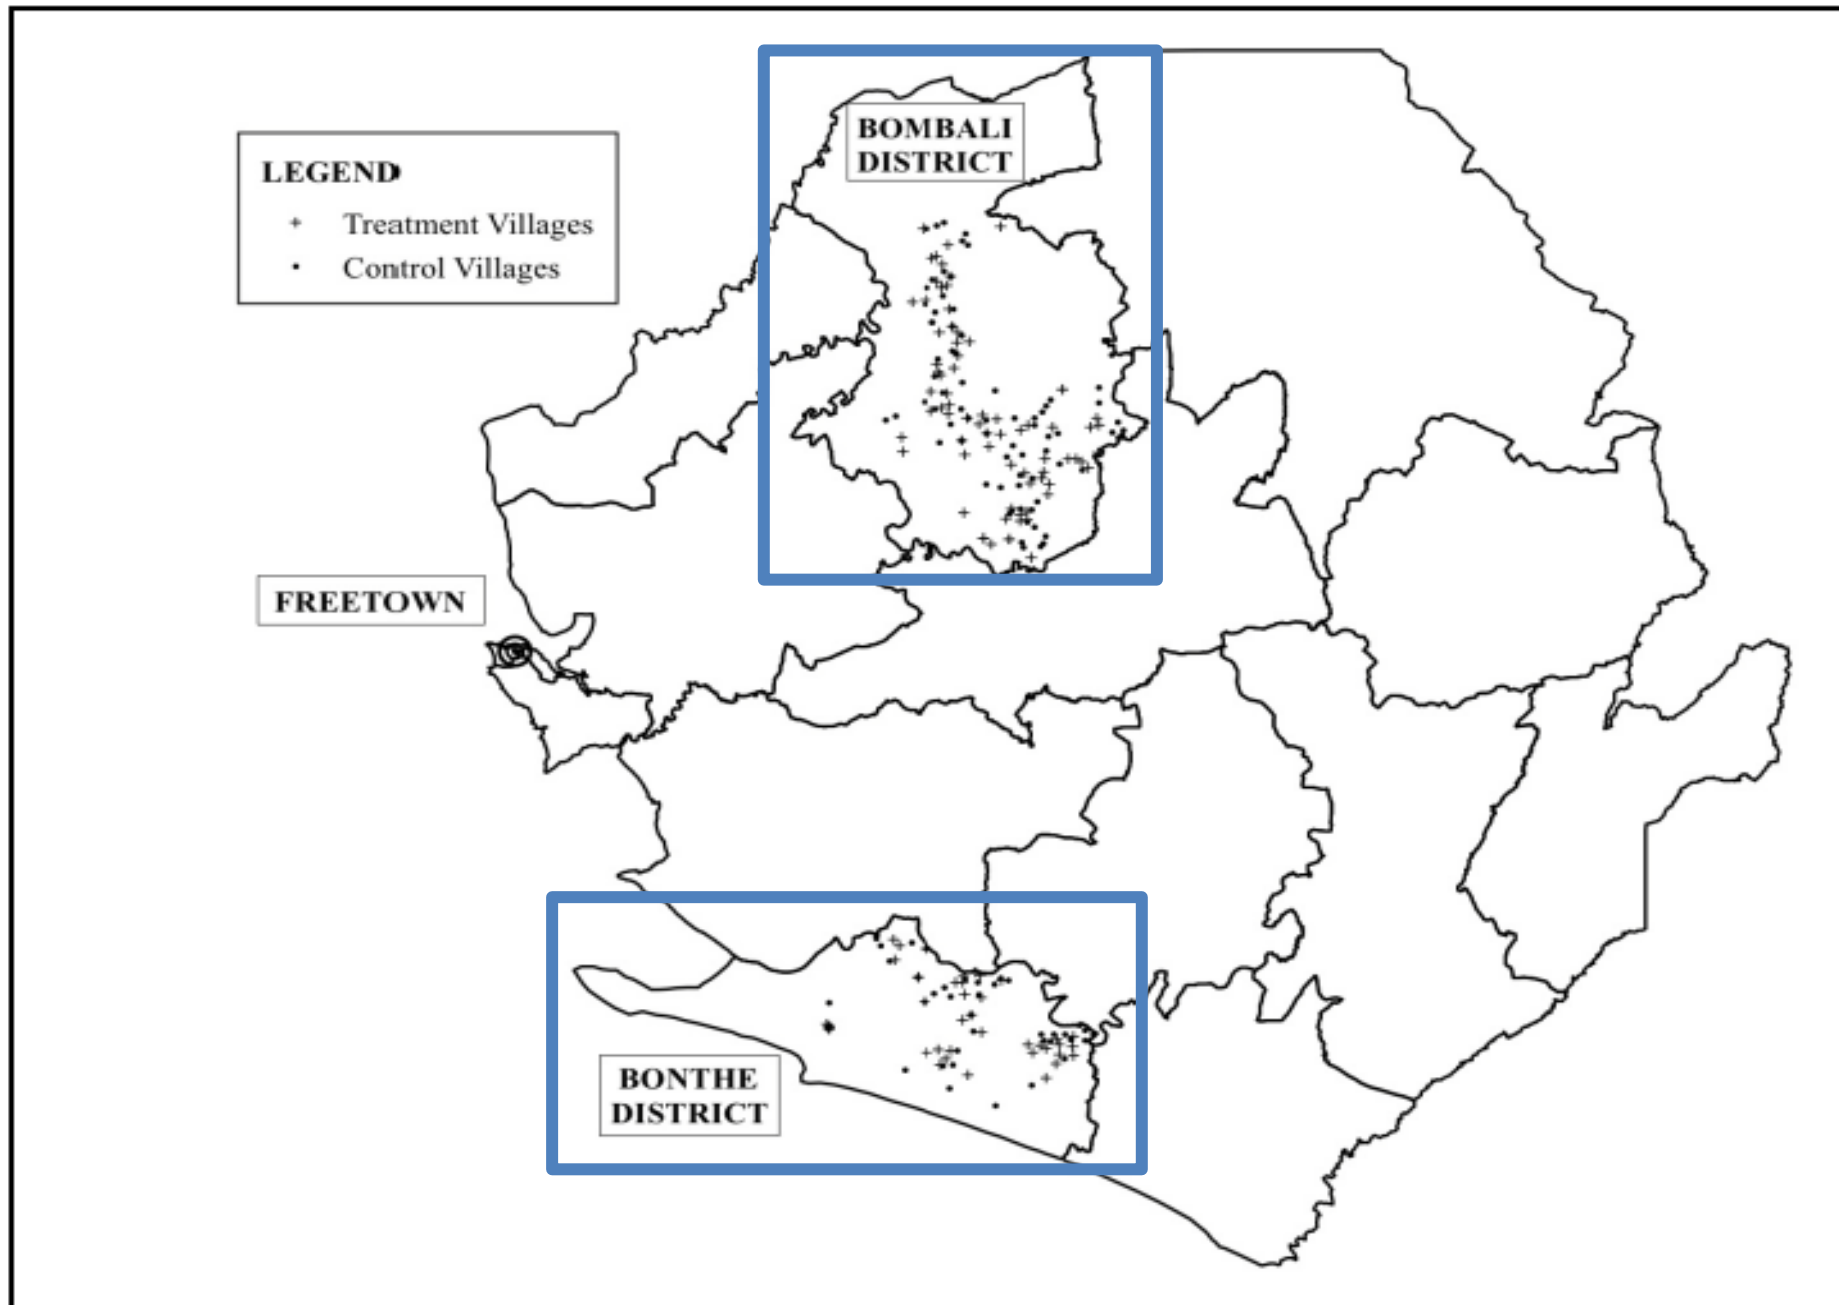 BOMBALI
DISTRICT
LEGEND
Treatment Villages
Control Villages
FREETOWN
BONTHE
DISTRICT